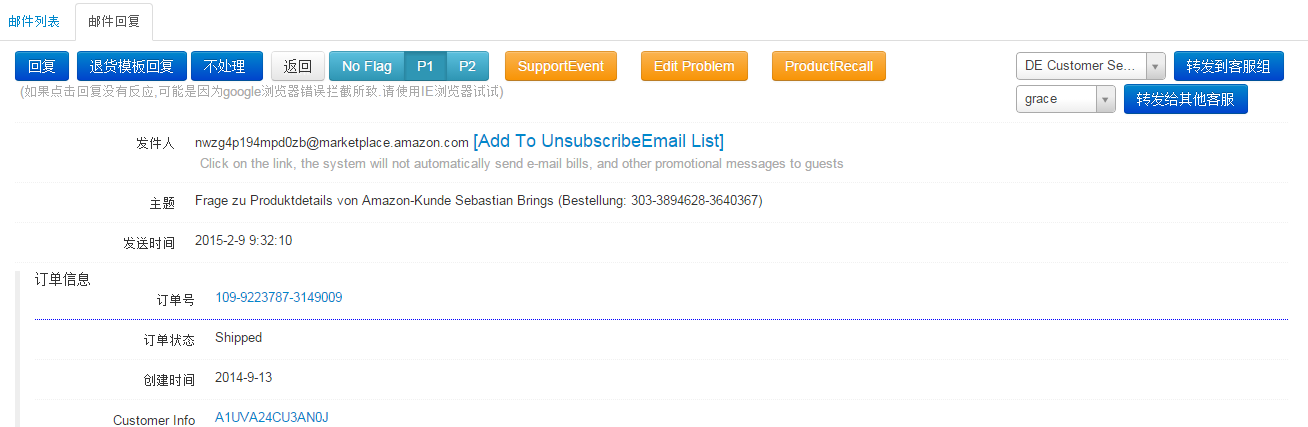 邮件列表 邮件回复
回复 退货模板回复 不处理 返回 No Flag P1 P2 SupportEvent Edit Problem ProductRecall DE Customer Se... 转发到客服组
(如果点击回复没有反应,可能是因为google浏览器错误拦截所致.请使用IE浏览器试试)
grace 转发给其他客服
发件人 nwzg4p194mpd0zb@marketplace.amazon.com [Add To UnsubscribeEmail List]
Click on the link, the system will not automatically send e-mail bills, and other promotional messages to guests
主题 Frage zu Produktdetails von Amazon-Kunde Sebastian Brings (Bestellung: 303-3894628-3640367)
发送时间 2015-2-9 9:32:10
订单信息
订单号 109-9223787-3149009
订单状态 Shipped
创建时间 2014-9-13
Customer Info A1UVA24CU3AN0J